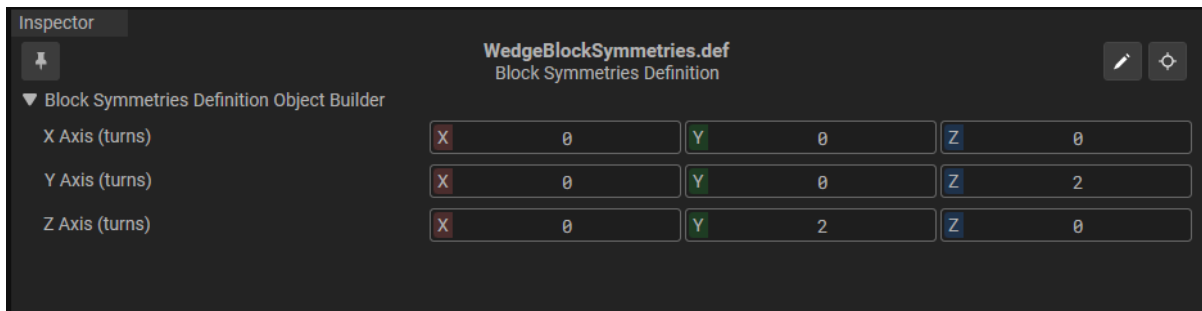 Inspector
WedgeBlockSymmetries.def
Block Symmetries Definition
Block Symmetries Definition Object Builder
X Axis (turns) X 0 Y 0 Z 0
Y Axis (turns) X 0 Y 0 Z 2
Z Axis (turns) X 0 Y 2 Z 0